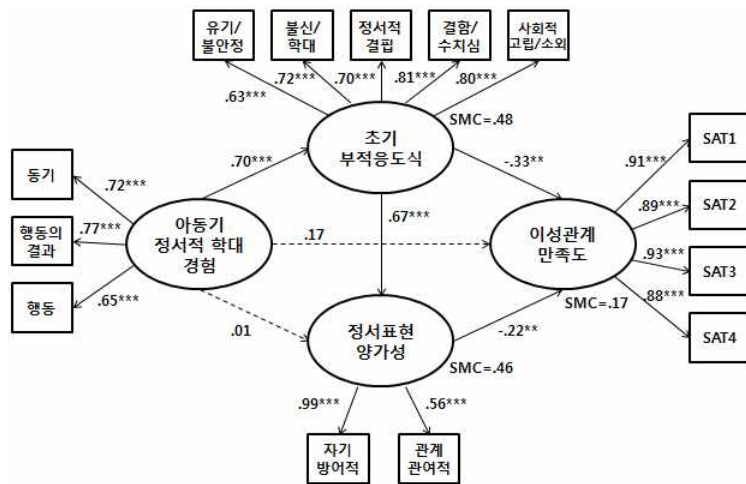 유기/
불안정
불신/
학대
정서적
결핍
결함/
수치심
사회적
고립/소외
.63***
.72***
.70***
.81***
.80***
초기
부적응도식
SMC=.48
SAT1
.91***
동기
.72***
.70***
-.33**
SAT2
.89***
행동의
결과
.77***
아동기
정서적 학대
경험
.17
.67***
이성관계
만족도
.93***
SAT3
행동
.65***
SMC=.17
.88***
SAT4
.01
정서표현
양가성
-.22**
SMC=.46
.99***
.56***
자기
방어적
관계
관여적